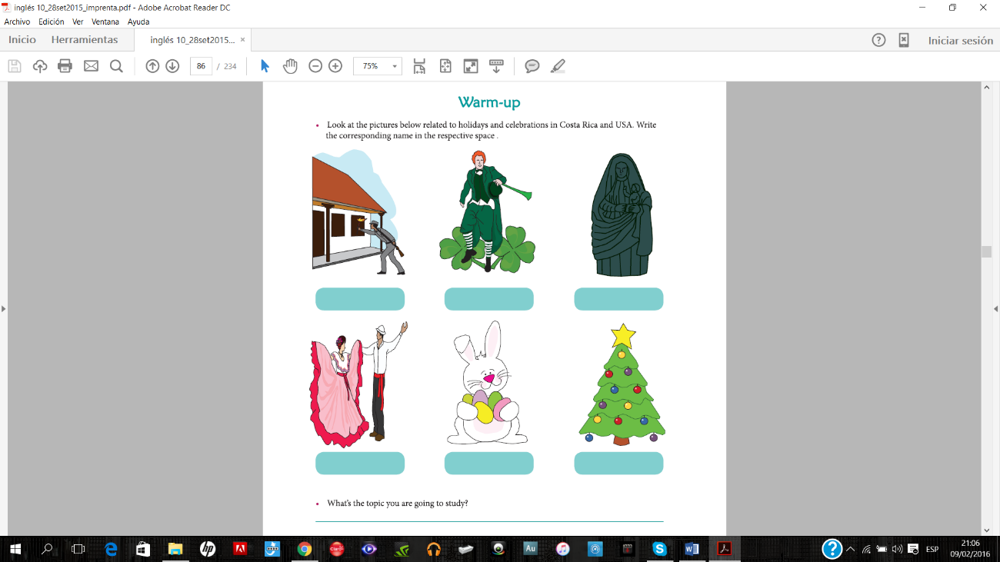 inglés 10_28set2015_imprenta.pdf - Adobe Acrobat Reader DC
Archivo Edición Ver Ventana Ayuda
Inicio Herramientas inglés 10_28set2015... × Iniciar sesión
86 / 234 75%
Warm-up
• Look at the pictures below related to holidays and celebrations in Costa Rica and USA. Write
the corresponding name in the respective space .
• What's the topic you are going to study?
hp Claro Au
ESP
21:06
09/02/2016